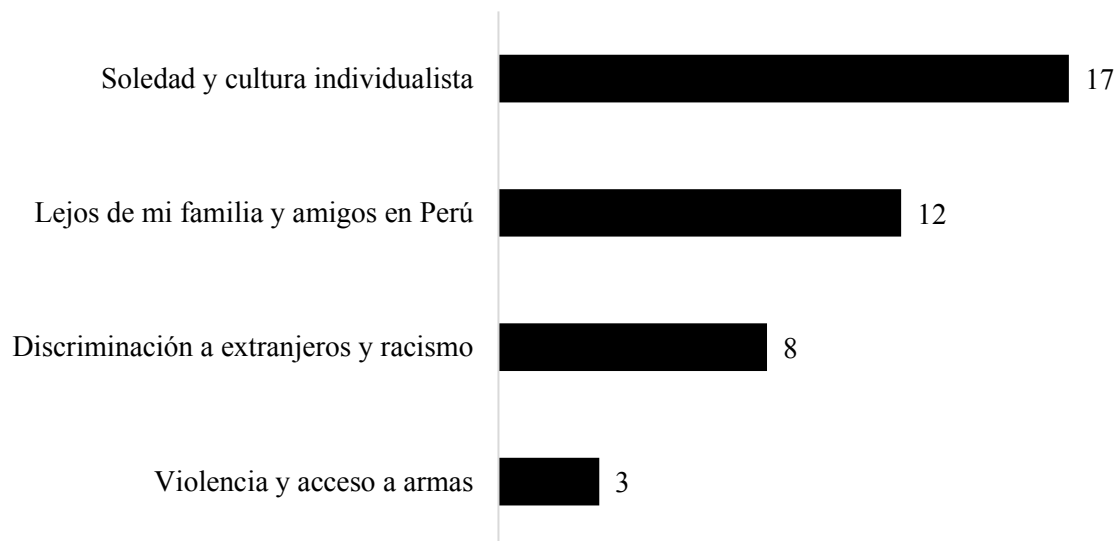 Soledad y cultura individualista 17
Lejos de mi familia y amigos en Perú 12
Discriminación a extranjeros y racismo 8
Violencia y acceso a armas 3